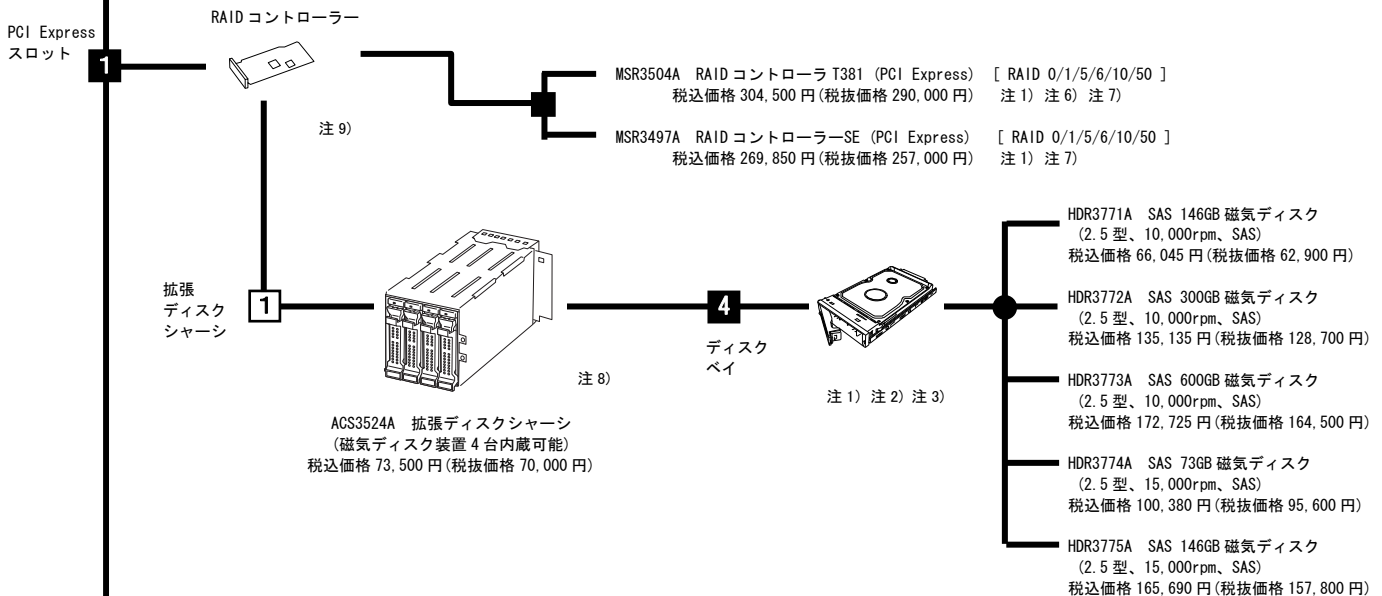 RAID コントローラー
PCI Express
スロット
1
MSR3504A RAID コントローラ T381 (PCI Express) [ RAID 0/1/5/6/10/50 ]
税込価格 304,500 円(税抜価格 290,000 円) 注 1) 注 6) 注 7)
注 9)
MSR3497A RAID コントローラーSE (PCI Express) [ RAID 0/1/5/6/10/50 ]
税込価格 269,850 円(税抜価格 257,000 円) 注 1) 注 7)
HDR3771A SAS 146GB 磁気ディスク
(2.5 型、10,000rpm、SAS)
税込価格 66,045 円(税抜価格 62,900 円)
拡張
ディスク
シャーシ
1
4
ディスク
ベイ
HDR3772A SAS 300GB 磁気ディスク
(2.5 型、10,000rpm、SAS)
税込価格 135,135 円(税抜価格 128,700 円)
注 8)
注 1) 注 2) 注 3)
HDR3773A SAS 600GB 磁気ディスク
(2.5 型、10,000rpm、SAS)
税込価格 172,725 円(税抜価格 164,500 円)
ACS3524A 拡張ディスクシャーシ
(磁気ディスク装置 4 台内蔵可能)
税込価格 73,500 円(税抜価格 70,000 円)
HDR3774A SAS 73GB 磁気ディスク
(2.5 型、15,000rpm、SAS)
税込価格 100,380 円(税抜価格 95,600 円)
HDR3775A SAS 146GB 磁気ディスク
(2.5 型、15,000rpm、SAS)
税込価格 165,690 円(税抜価格 157,800 円)